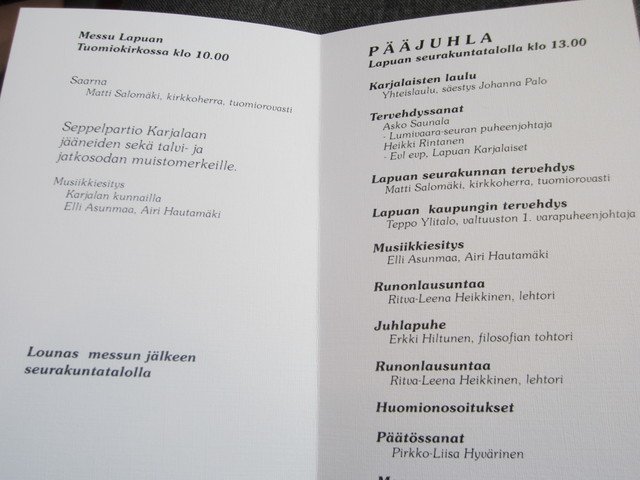 Messu Lapuan
Tuomiokirkossa klo 10.00
Saarna
Matti Salomäki, kirkkoherra, tuomiorovasti
Seppelpartio Karjalaan
jääneiden sekä talvi- ja
jatkosodan muistomerkeille.
Musiikkiesitys
Karjalan kunnailla
Elli Asunmaa, Airi Hautamäki
Lounas messun jälkeen
seurakuntatalolla
PÄÄJUHLA
Lapuan seurakuntatalolla klo 13.00
Karjalaisten laulu
Yhteislaulu, säestys Johanna Palo
Tervehdyssanat
Asko Saunala
- Lumivaara-seuran puheenjohtaja
Heikki Rintanen
- Evl evp, Lapuan Karjalaiset
Lapuan seurakunnan tervehdys
Matti Salomäki, kirkkoherra, tuomiorovasti
Lapuan kaupungin tervehdys
Teppo Ylitalo, valtuuston 1. varapuheenjohtaja
Musiikkiesitys
Elli Asunmaa, Airi Hautamäki
Runonlausuntaa
Ritva-Leena Heikkinen, lehtori
Juhlapuhe
Erkki Hiltunen, filosofian tohtori
Runonlausuntaa
Ritva-Leena Heikkinen, lehtori
Huomionosoitukset
Päätössanat
Pirkko-Liisa Hyvärinen